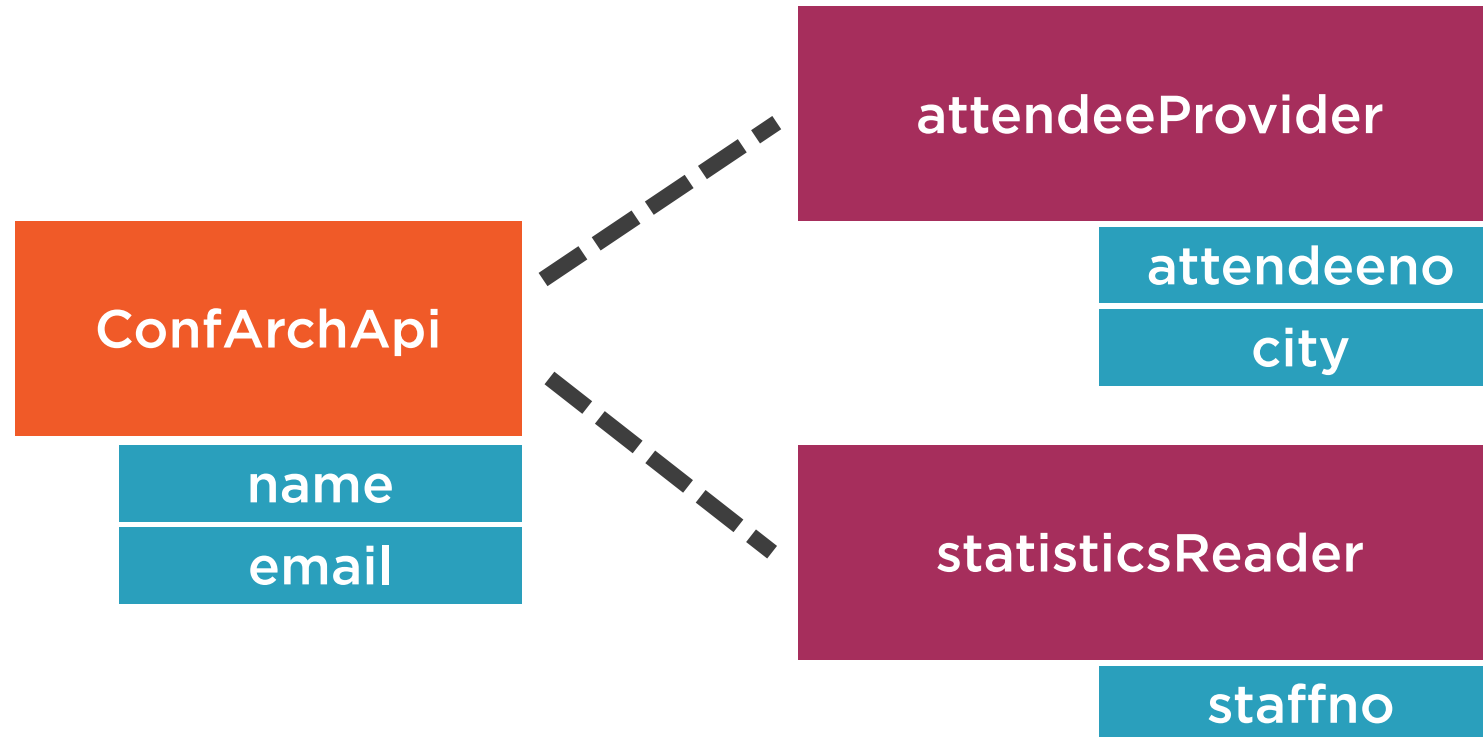 ConfArchApi
name
email
attendeeProvider
attendeeno
city
statisticsReader
staffno